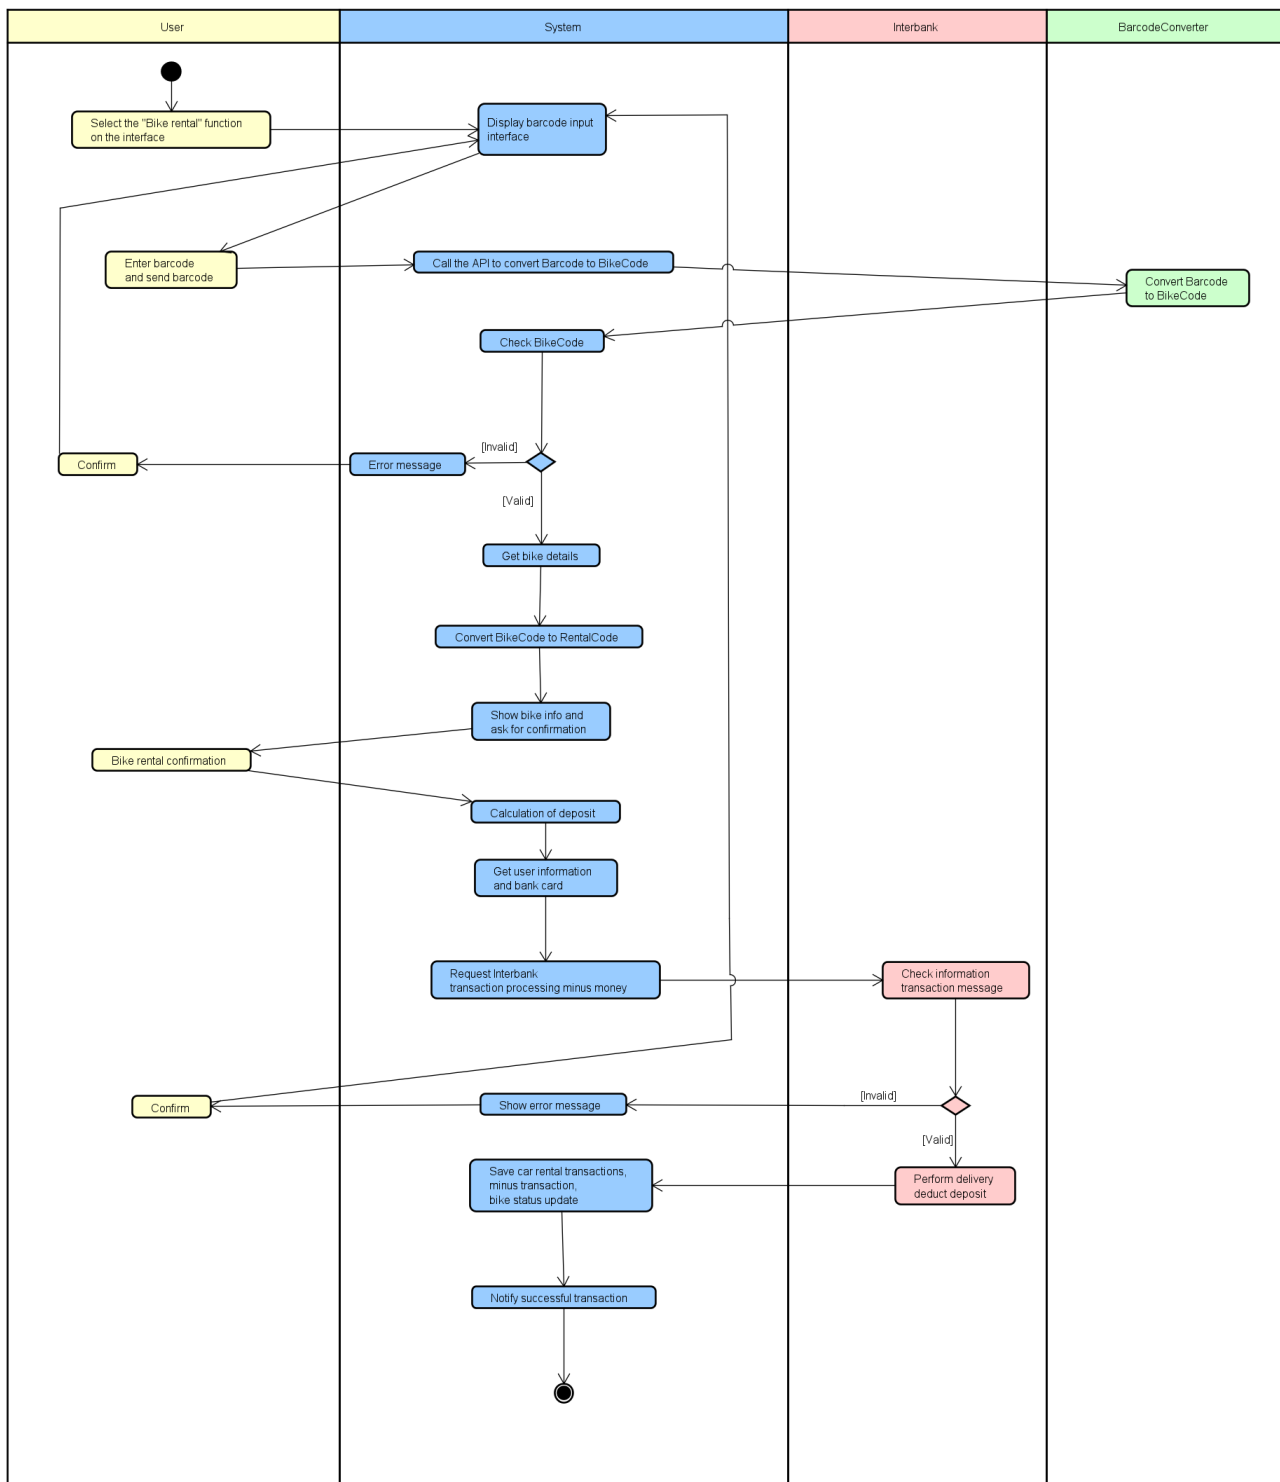 User
System
Interbank
BarcodeConverter
Select the "Bike rental" function
on the interface
Display barcode input
interface
Enter barcode
and send barcode
Call the API to convert Barcode to BikeCode
Convert Barcode
to BikeCode
Check BikeCode
[Invalid]
Confirm
Error message
[Valid]
Get bike details
Convert BikeCode to RentalCode
Show bike info and
ask for confirmation
Bike rental confirmation
Calculation of deposit
Get user information
and bank card
Request Interbank
transaction processing minus money
Check information
transaction message
[Invalid]
Confirm
Show error message
[Valid]
Save car rental transactions,
minus transaction,
bike status update
Perform delivery
deduct deposit
Notify successful transaction